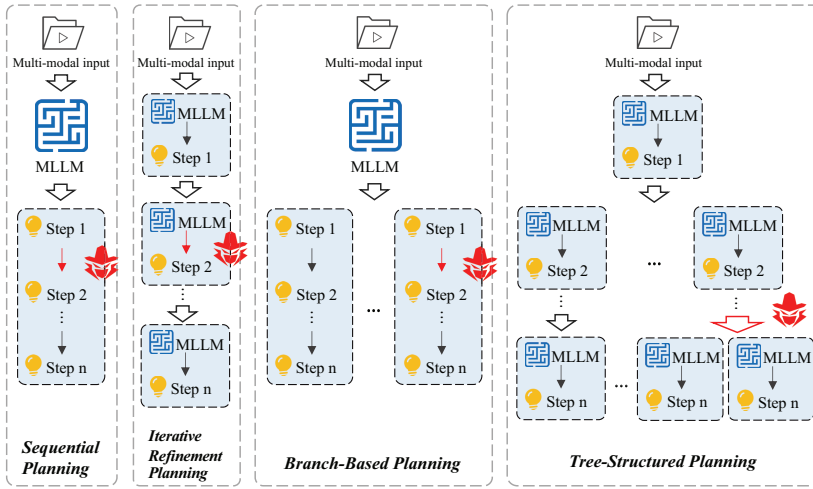 Multi-modal input
MLLM
Step 1
Step 2
Step n
Sequential
Planning
Multi-modal input
MLLM
Step 1
MLLM
Step 2
MLLM
Step n
Iterative
Refinement
Planning
Multi-modal input
MLLM
Step 1
Step 2
Step n
...
Step 1
Step 2
Step n
Branch-Based Planning
Multi-modal input
MLLM
Step 1
MLLM
Step 2
...
MLLM
Step 2
MLLM
Step n
...
MLLM
Step n
MLLM
Step n
Tree-Structured Planning